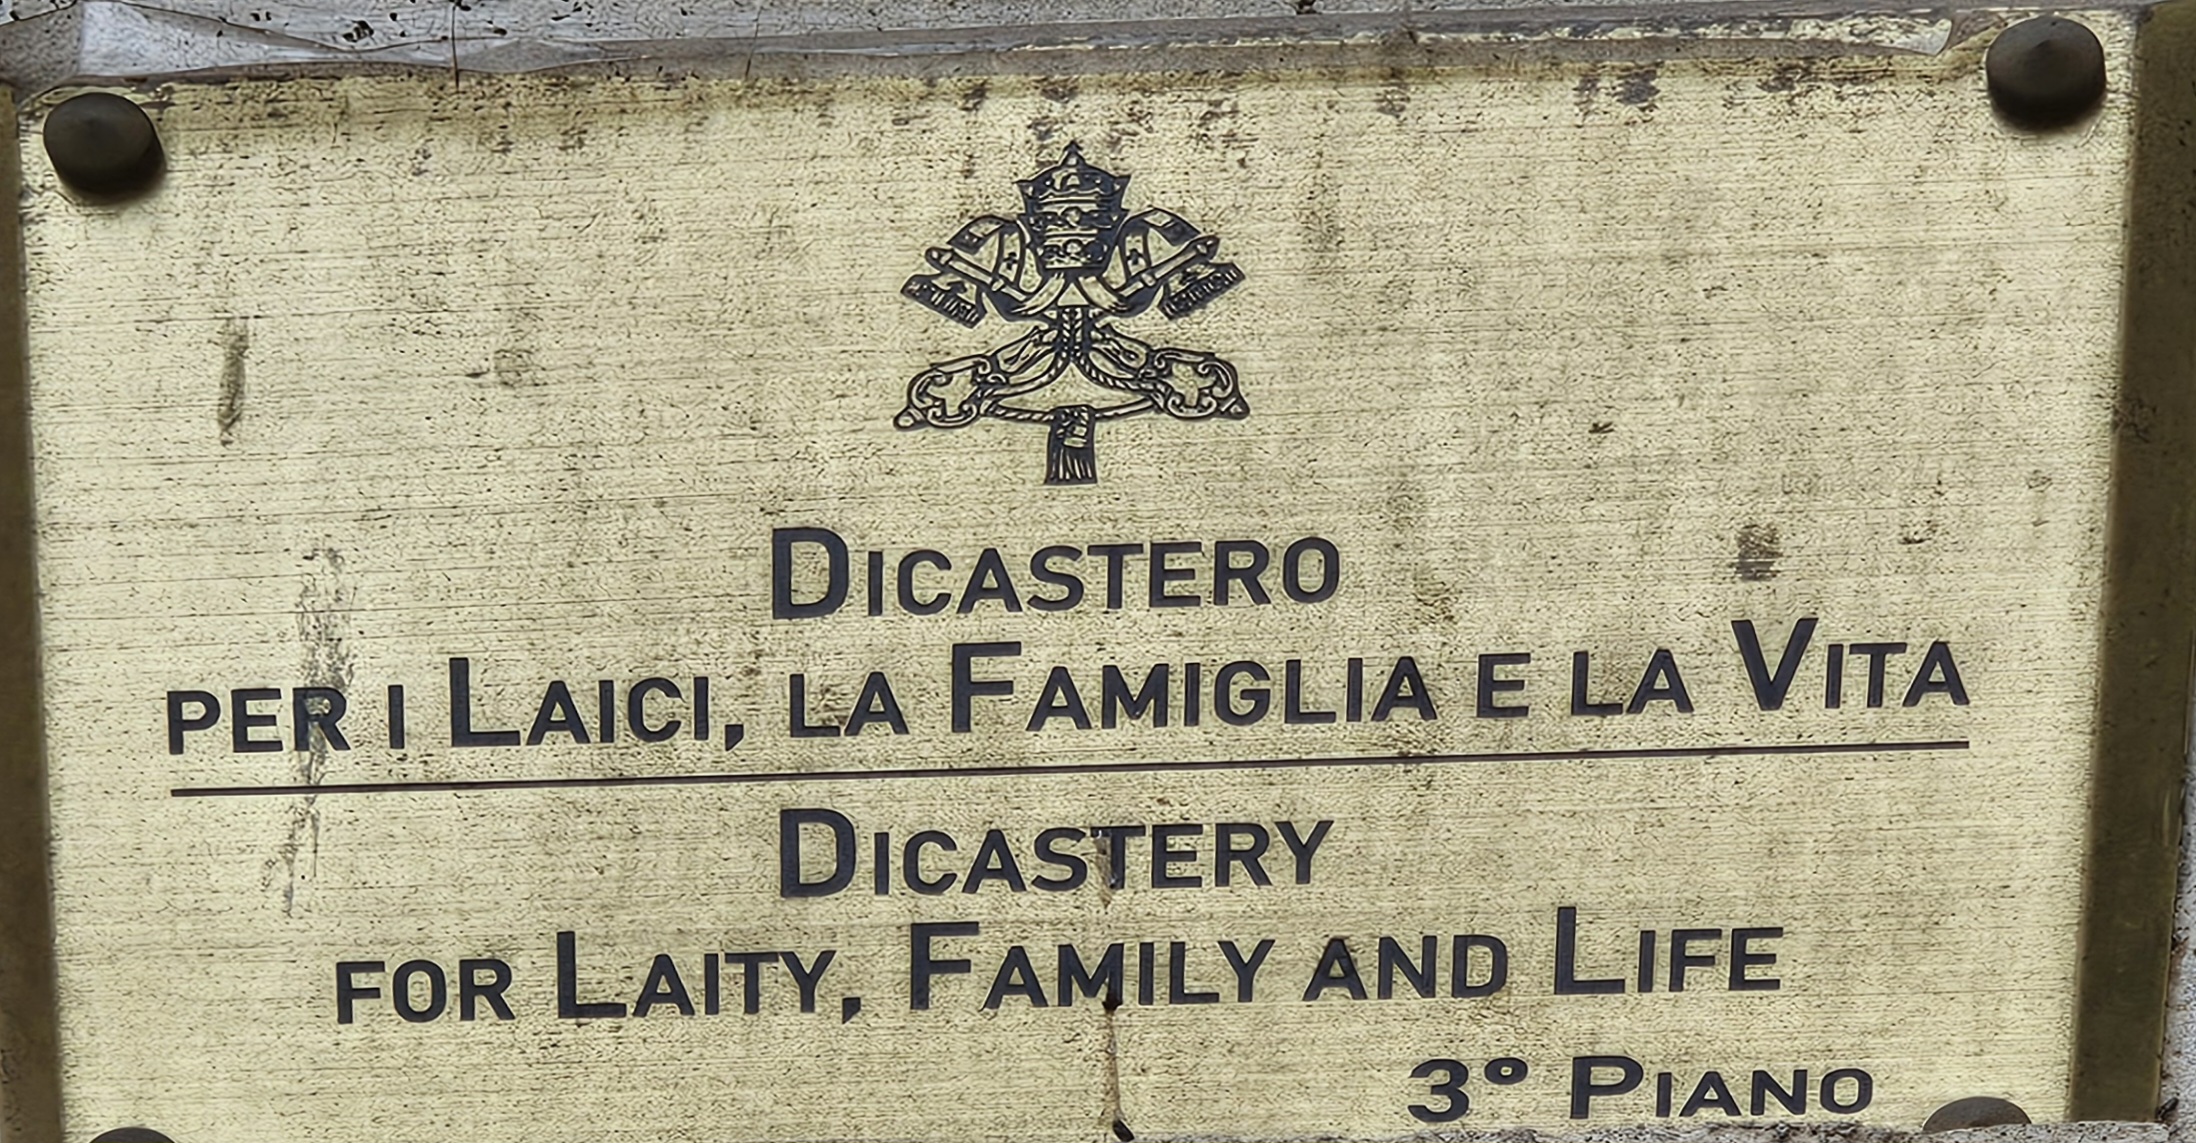 DICASTERO
PER I LAICI, LA FAMIGLIA E LA VITA
DICASTERY
FOR LAITY, FAMILY AND LIFE
3° PIANO